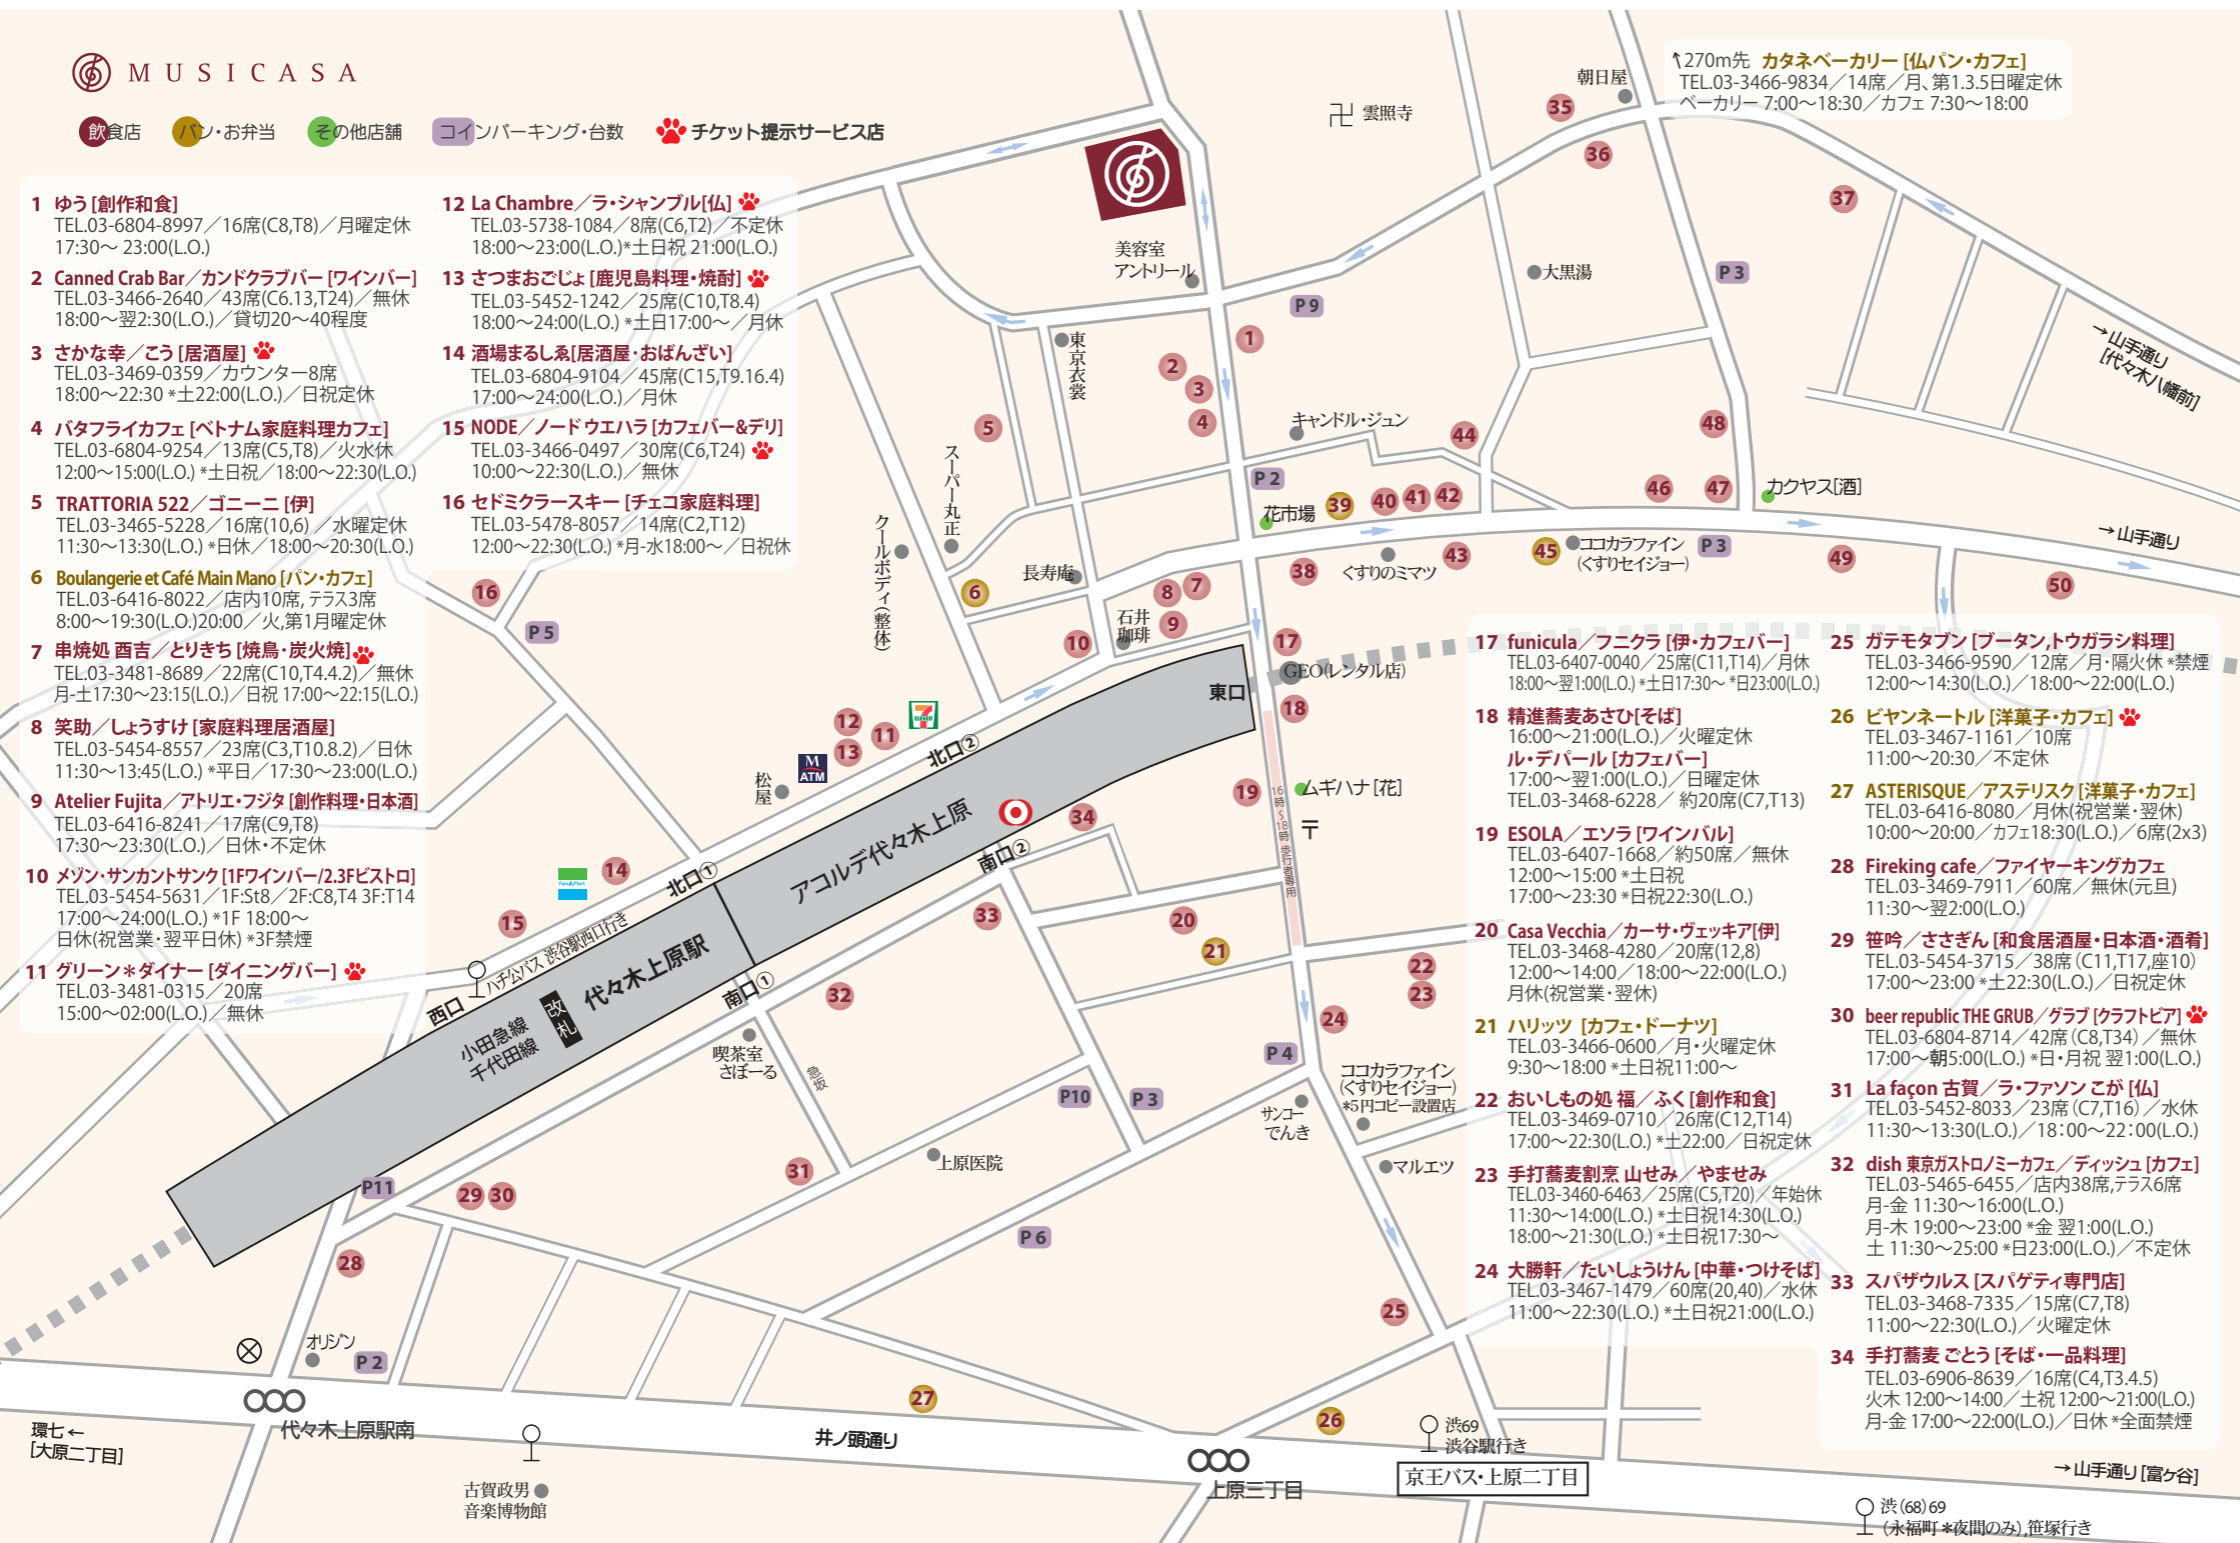 MUSICASA
飲食店
パン・お弁当
その他店舗
コインパーキング・台数
チケット提示サービス店
1 ゆう [創作和食]
TEL.03-6804-8997／16席(C8,T8)／月曜定休
17:30〜 23:00(L.O.)
2 Canned Crab Bar／カンドクラブバー [ワインバー]
TEL.03-3466-2640／43席(C6.13,T24)／無休
18:00〜翌2:30(L.O.)／貸切20〜40程度
3 さかな幸／こう [居酒屋]
TEL.03-3469-0359／カウンター8席
18:00〜22:30 *土22:00(L.O.)／日祝定休
4 バタフライカフェ [ベトナム家庭料理カフェ]
TEL.03-6804-9254／13席(C5,T8)／火水休
12:00〜15:00(L.O.) *土日祝／18:00〜22:30(L.O.)
5 TRATTORIA 522／ゴニーニ [伊]
TEL.03-3465-5228／16席(10,6) ／水曜定休
11:30〜13:30(L.O.) *日休／18:00〜20:30(L.O.)
6 Boulangerie et Café Main Mano [パン・カフェ]
TEL.03-6416-8022／店内10席, テラス3席
8:00〜19:30(L.O.)20:00／火,第1月曜定休
7 串焼処 酉吉／とりきち [焼鳥・炭火焼]
TEL.03-3481-8689／22席(C10,T4.4.2)／無休
月-土17:30〜23:15(L.O.)／日祝 17:00〜22:15(L.O.)
8 笑助／しょうすけ [家庭料理居酒屋]
TEL.03-5454-8557／23席(C3,T10.8.2)／日休
11:30〜13:45(L.O.) *平日／17:30〜23:00(L.O.)
9 Atelier Fujita／アトリエ・フジタ [創作料理・日本酒]
TEL.03-6416-8241／17席(C9,T8)
17:30〜23:30(L.O.)／日休・不定休
10 メゾン・サンカントサンク [1Fワインバー/2.3Fビストロ]
TEL.03-5454-5631／1F:St8／2F:C8,T4 3F:T14
17:00〜24:00(L.O.) *1F 18:00〜
日休(祝営業・翌平日休) *3F禁煙
11 グリーン＊ダイナー [ダイニングバー]
TEL.03-3481-0315／20席
15:00〜02:00(L.O.)／無休
12 La Chambre／ラ・シャンブル[仏]
TEL.03-5738-1084／8席(C6,T2)／不定休
18:00〜23:00(L.O.)*土日祝 21:00(L.O.)
13 さつまおごじょ [鹿児島料理・焼酎]
TEL.03-5452-1242／25席(C10,T8.4)
18:00〜24:00(L.O.) *土日17:00〜／月休
14 酒場まるしゑ[居酒屋・おばんざい]
TEL.03-6804-9104／45席(C15,T9.16.4)
17:00〜24:00(L.O.)／月休
15 NODE／ノード ウエハラ [カフェバー&デリ]
TEL.03-3466-0497／30席(C6,T24)
10:00〜22:30(L.O.)／無休
16 セドミクラースキー [チェコ家庭料理]
TEL.03-5478-8057／14席(C2,T12)
12:00〜22:30(L.O.) *月-水18:00〜／日祝休
↑270m先 カタネベーカリー [仏パン・カフェ]
TEL.03-3466-9834／14席／月、第1.3.5日曜定休
ベーカリー 7:00〜18:30／カフェ 7:30〜18:00
朝日屋
雲照寺
35
36
37
美容室
アントリール
大黒湯
P 3
P 9
1
2
3
4
5
東京衣裳
キャンドル・ジュン
44
48
→山手通り
[代々木八幡前]
スーパー丸正
クールボディ(整体)
P 2
花市場
39
40
41
42
46
47
カクヤス[酒]
→山手通り
長寿庵
6
8
7
9
10
石井
珈琲
38
くすりのミマツ
43
45
ココカラファイン
(くすりセイジョー)
P 3
49
50
16
P 5
17
GEO(レンタル店)
18
東口
12
11
13
7 ELEVEN
M
ATM
松屋
北口②
アコルデ代々木上原
34
南口②
33
19
ムギハナ [花]
〒
16時〜18時 歩行者専用
FamilyMart
14
15
北口①
ハチ公バス 渋谷駅西口行き
西口
小田急線
千代田線
改札
代々木上原駅
南口①
32
喫茶室
さぼーる
急坂
20
21
22
23
24
P 4
P10
P 3
サンコー
でんき
ココカラファイン
(くすりセイジョー)
*5円コピー設置店
マルエツ
上原医院
31
P 6
P11
29
30
28
25
オリジン
P 2
代々木上原駅南
環七←
[大原二丁目]
27
井ノ頭通り
古賀政男
音楽博物館
上原三丁目
26
渋69
渋谷駅行き
京王バス・上原二丁目
→山手通り [富ヶ谷]
渋(68)69
(永福町 *夜間のみ),笹塚行き
17 funicula／フニクラ [伊・カフェバー]
TEL.03-6407-0040／25席(C11,T14)／月休
18:00〜翌1:00(L.O.) *土日17:30〜 *日23:00(L.O.)
18 精進蕎麦あさひ[そば]
16:00〜21:00(L.O.)／火曜定休
ル・デパール [カフェバー]
17:00〜翌1:00(L.O.)／日曜定休
TEL.03-3468-6228／ 約20席(C7,T13)
19 ESOLA／エソラ [ワインバル]
TEL.03-6407-1668／約50席／無休
12:00〜15:00 *土日祝
17:00〜23:30 *日祝22:30(L.O.)
20 Casa Vecchia／カーサ・ヴェッキア[伊]
TEL.03-3468-4280／20席(12,8)
12:00〜14:00／18:00〜22:00(L.O.)
月休(祝営業・翌休)
21 ハリッツ [カフェ・ドーナツ]
TEL.03-3466-0600／月・火曜定休
9:30〜18:00 *土日祝11:00〜
22 おいしもの処 福／ふく [創作和食]
TEL.03-3469-0710／26席(C12,T14)
17:00〜22:30(L.O.) *土22:00／日祝定休
23 手打蕎麦割烹 山せみ／やませみ
TEL.03-3460-6463／25席(C5,T20)／年始休
11:30〜14:00(L.O.) *土日祝14:30(L.O.)
18:00〜21:30(L.O.) *土日祝17:30〜
24 大勝軒／たいしょうけん [中華・つけそば]
TEL.03-3467-1479／60席(20,40)／水休
11:00〜22:30(L.O.) *土日祝21:00(L.O.)
25 ガテモタブン [ブータン,トウガラシ料理]
TEL.03-3466-9590／12席／月・隔火休 *禁煙
12:00〜14:30(L.O.)／18:00〜22:00(L.O.)
26 ビヤンネートル [洋菓子・カフェ]
TEL.03-3467-1161／10席
11:00〜20:30／不定休
27 ASTERISQUE／アステリスク [洋菓子・カフェ]
TEL.03-6416-8080／月休(祝営業・翌休)
10:00〜20:00／カフェ18:30(L.O.)／6席(2x3)
28 Fireking cafe／ファイヤーキングカフェ
TEL.03-3469-7911／60席／無休(元旦)
11:30〜翌2:00(L.O.)
29 笹吟／ささぎん [和食居酒屋・日本酒・酒肴]
TEL.03-5454-3715／38席(C11,T17,座10)
17:00〜23:00 *土22:30(L.O.)／日祝定休
30 beer republic THE GRUB／グラブ [クラフトビア]
TEL.03-6804-8714／42席(C8,T34)／無休
17:00〜朝5:00(L.O.) *日・月祝 翌1:00(L.O.)
31 La façon 古賀／ラ・ファソン こが [仏]
TEL.03-5452-8033／23席(C7,T16)／水休
11:30〜13:30(L.O.)／18：00〜22：00(L.O.)
32 dish 東京ガストロノミーカフェ／ディッシュ [カフェ]
TEL.03-5465-6455／店内38席,テラス6席
月-金 11:30〜16:00(L.O.)
月-木 19:00〜23:00 *金 翌1:00(L.O.)
土 11:30〜25:00 *日23:00(L.O.)／不定休
33 スパザウルス [スパゲティ専門店]
TEL.03-3468-7335／15席(C7,T8)
11:00〜22:30(L.O.)／火曜定休
34 手打蕎麦 ごとう [そば・一品料理]
TEL.03-6906-8639／16席(C4,T3.4.5)
火木 12:00〜14:00／土祝 12:00〜21:00(L.O.)
月-金 17:00〜22:00(L.O.)／日休 *全面禁煙